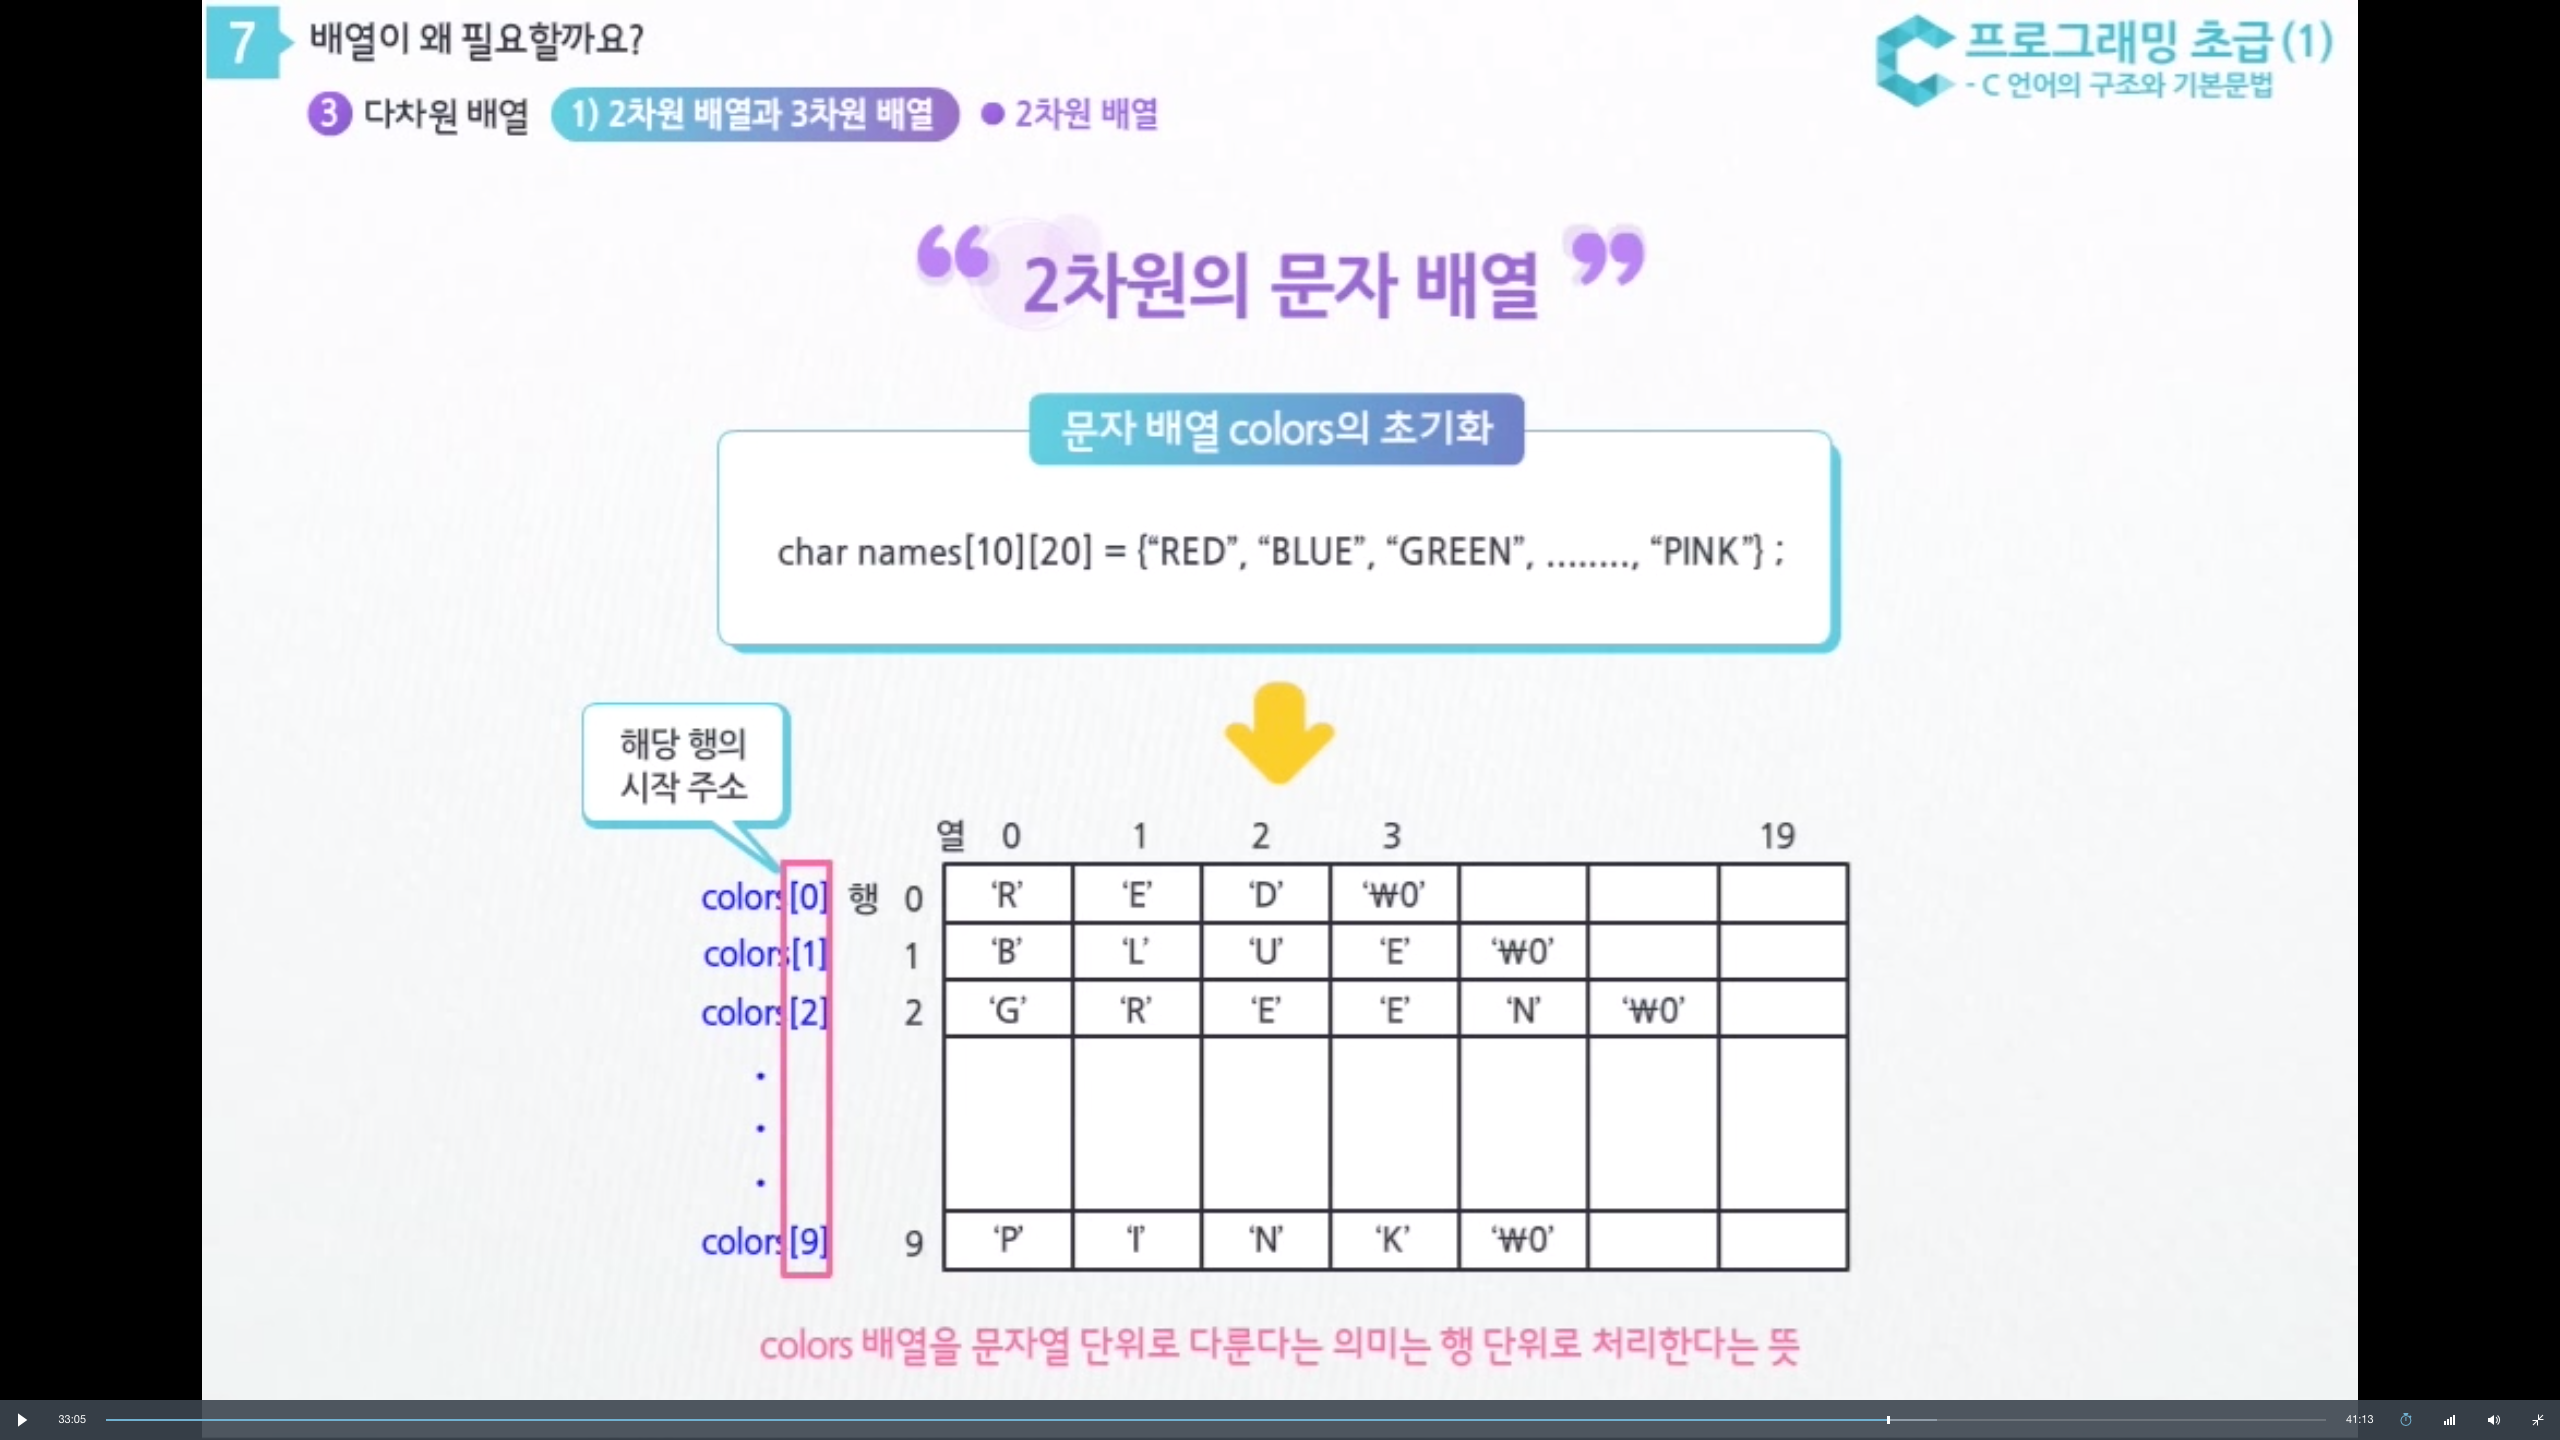 7 배열이 왜 필요할까요?
프로그래밍 초급(1)
- C 언어의 구조와 기본문법
3 다차원 배열 1) 2차원 배열과 3차원 배열 ● 2차원 배열
“ 2차원의 문자 배열 ”
문자 배열 colors의 초기화
char names[10][20] = {“RED”, “BLUE”, “GREEN”, ........, “PINK”} ;
해당 행의
시작 주소
열 0 1 2 3 19
colors[0] 행 0 ‘R’ ‘E’ ‘D’ ‘₩0’
colors[1] 1 ‘B’ ‘L’ ‘U’ ‘E’ ‘₩0’
colors[2] 2 ‘G’ ‘R’ ‘E’ ‘E’ ‘N’ ‘₩0’
.
.
.
colors[9] 9 ‘P’ ‘I’ ‘N’ ‘K’ ‘₩0’
colors 배열을 문자열 단위로 다룬다는 의미는 행 단위로 처리한다는 뜻
33:05 41:13